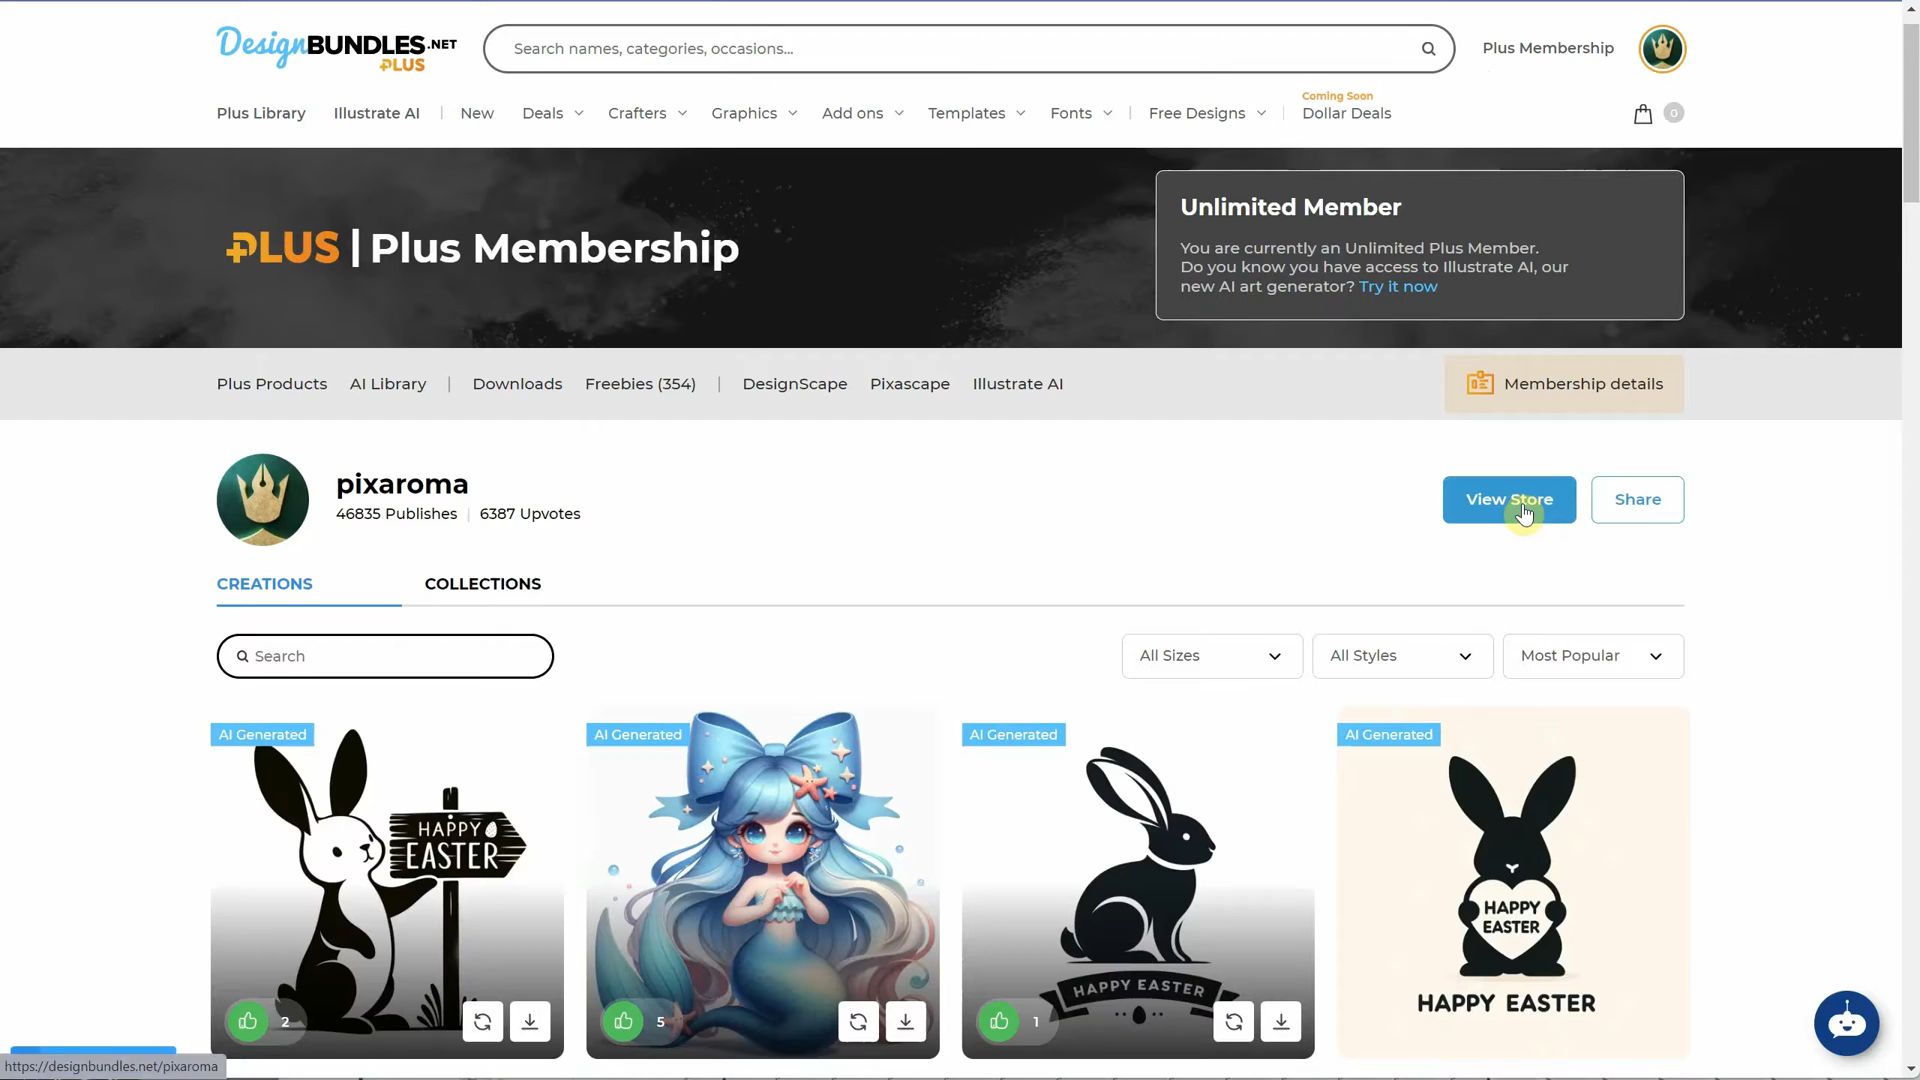 DesignBUNDLES.NET
PLUS
Search names, categories, occasions...
Plus Membership
Plus Library
Illustrate AI
New
Deals
Crafters
Graphics
Add ons
Templates
Fonts
Free Designs
Coming Soon
Dollar Deals
0
PLUS | Plus Membership
Unlimited Member
You are currently an Unlimited Plus Member.
Do you know you have access to Illustrate AI, our
new AI art generator? Try it now
Plus Products
AI Library
Downloads
Freebies (354)
DesignScape
Pixascape
Illustrate AI
Membership details
pixaroma
46835 Publishes
6387 Upvotes
View Store
Share
CREATIONS
COLLECTIONS
Search
All Sizes
All Styles
Most Popular
AI Generated
HAPPY
EASTER
2
AI Generated
5
AI Generated
HAPPY EASTER
1
AI Generated
HAPPY
EASTER
HAPPY EASTER
https://designbundles.net/pixaroma